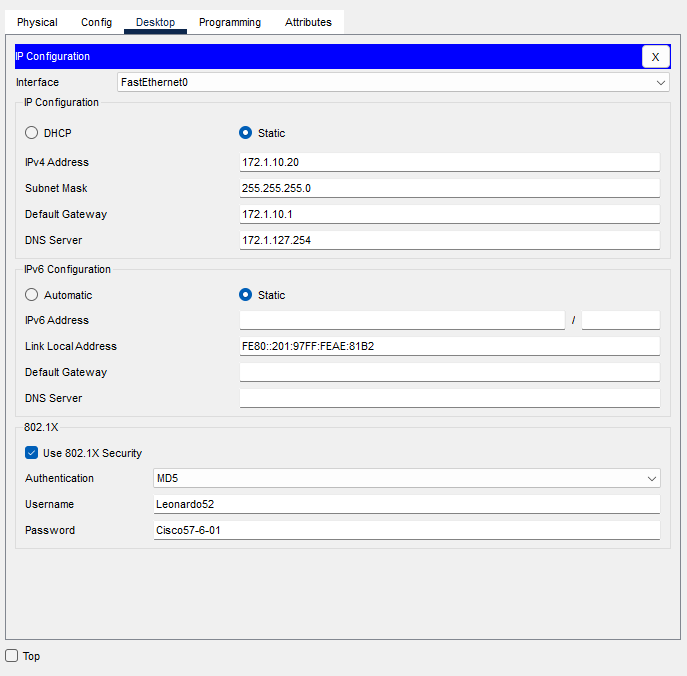 Physical Config Desktop Programming Attributes
IP Configuration X
Interface FastEthernet0
IP Configuration
DHCP Static
IPv4 Address 172.1.10.20
Subnet Mask 255.255.255.0
Default Gateway 172.1.10.1
DNS Server 172.1.127.254
IPv6 Configuration
Automatic Static
IPv6 Address /
Link Local Address FE80::201:97FF:FEAE:81B2
Default Gateway
DNS Server
802.1X
Use 802.1X Security
Authentication MD5
Username Leonardo52
Password Cisco57-6-01
Top